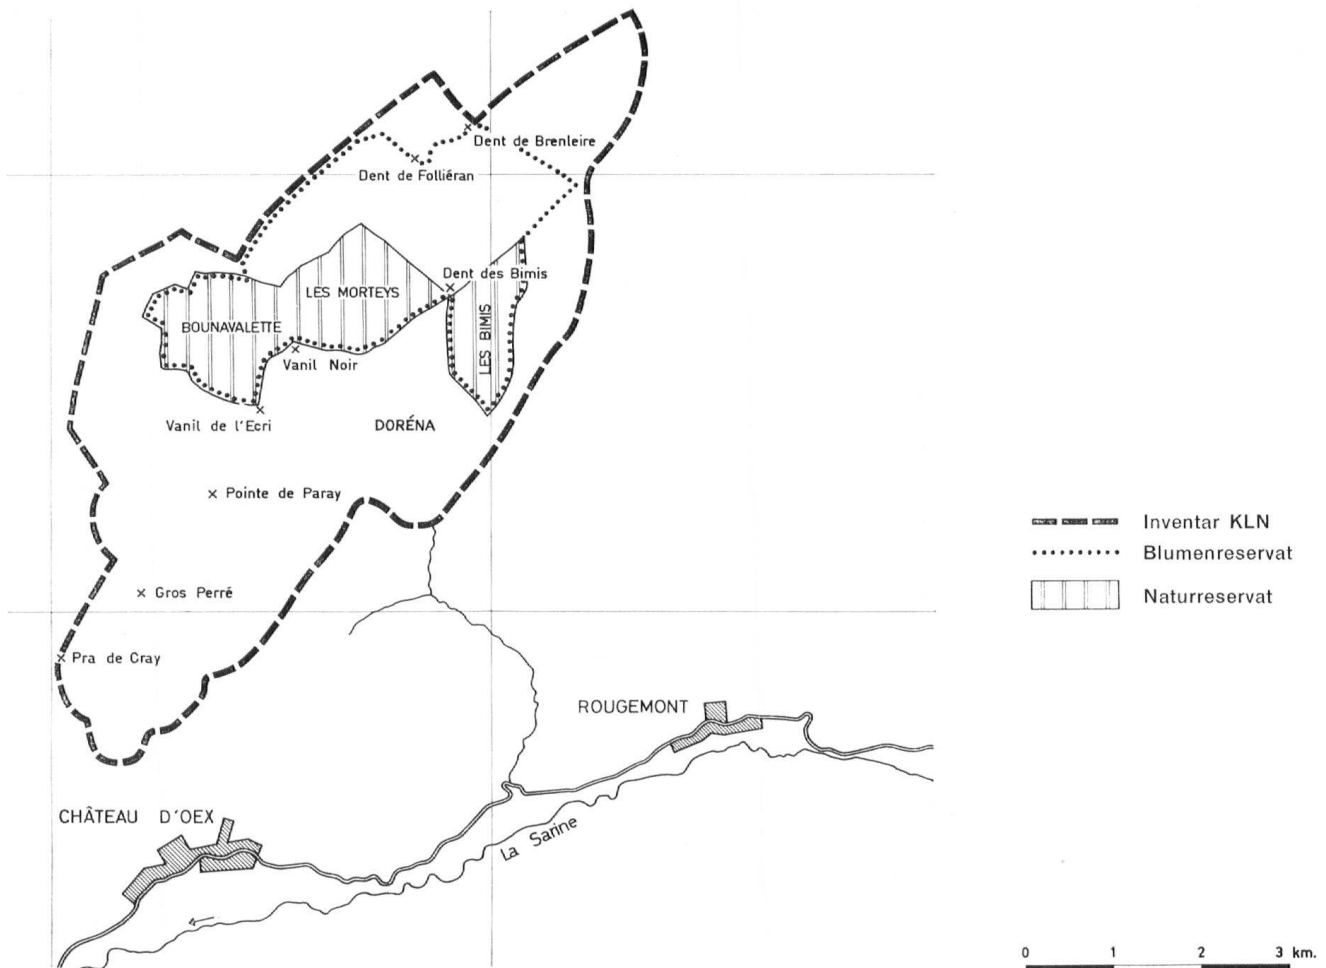 Dent de Brenleire
Dent de Folliéran
Dent des Bimis
LES MORTEYS
BOUNAVALETTE
LES BIMIS
Vanil Noir
Vanil de l'Ecri
DORÉNA
Pointe de Paray
Gros Perré
Pra de Cray
ROUGEMONT
CHÂTEAU D'OEX
La Sarine
Inventar KLN
Blumenreservat
Naturreservat
0 1 2 3 km.